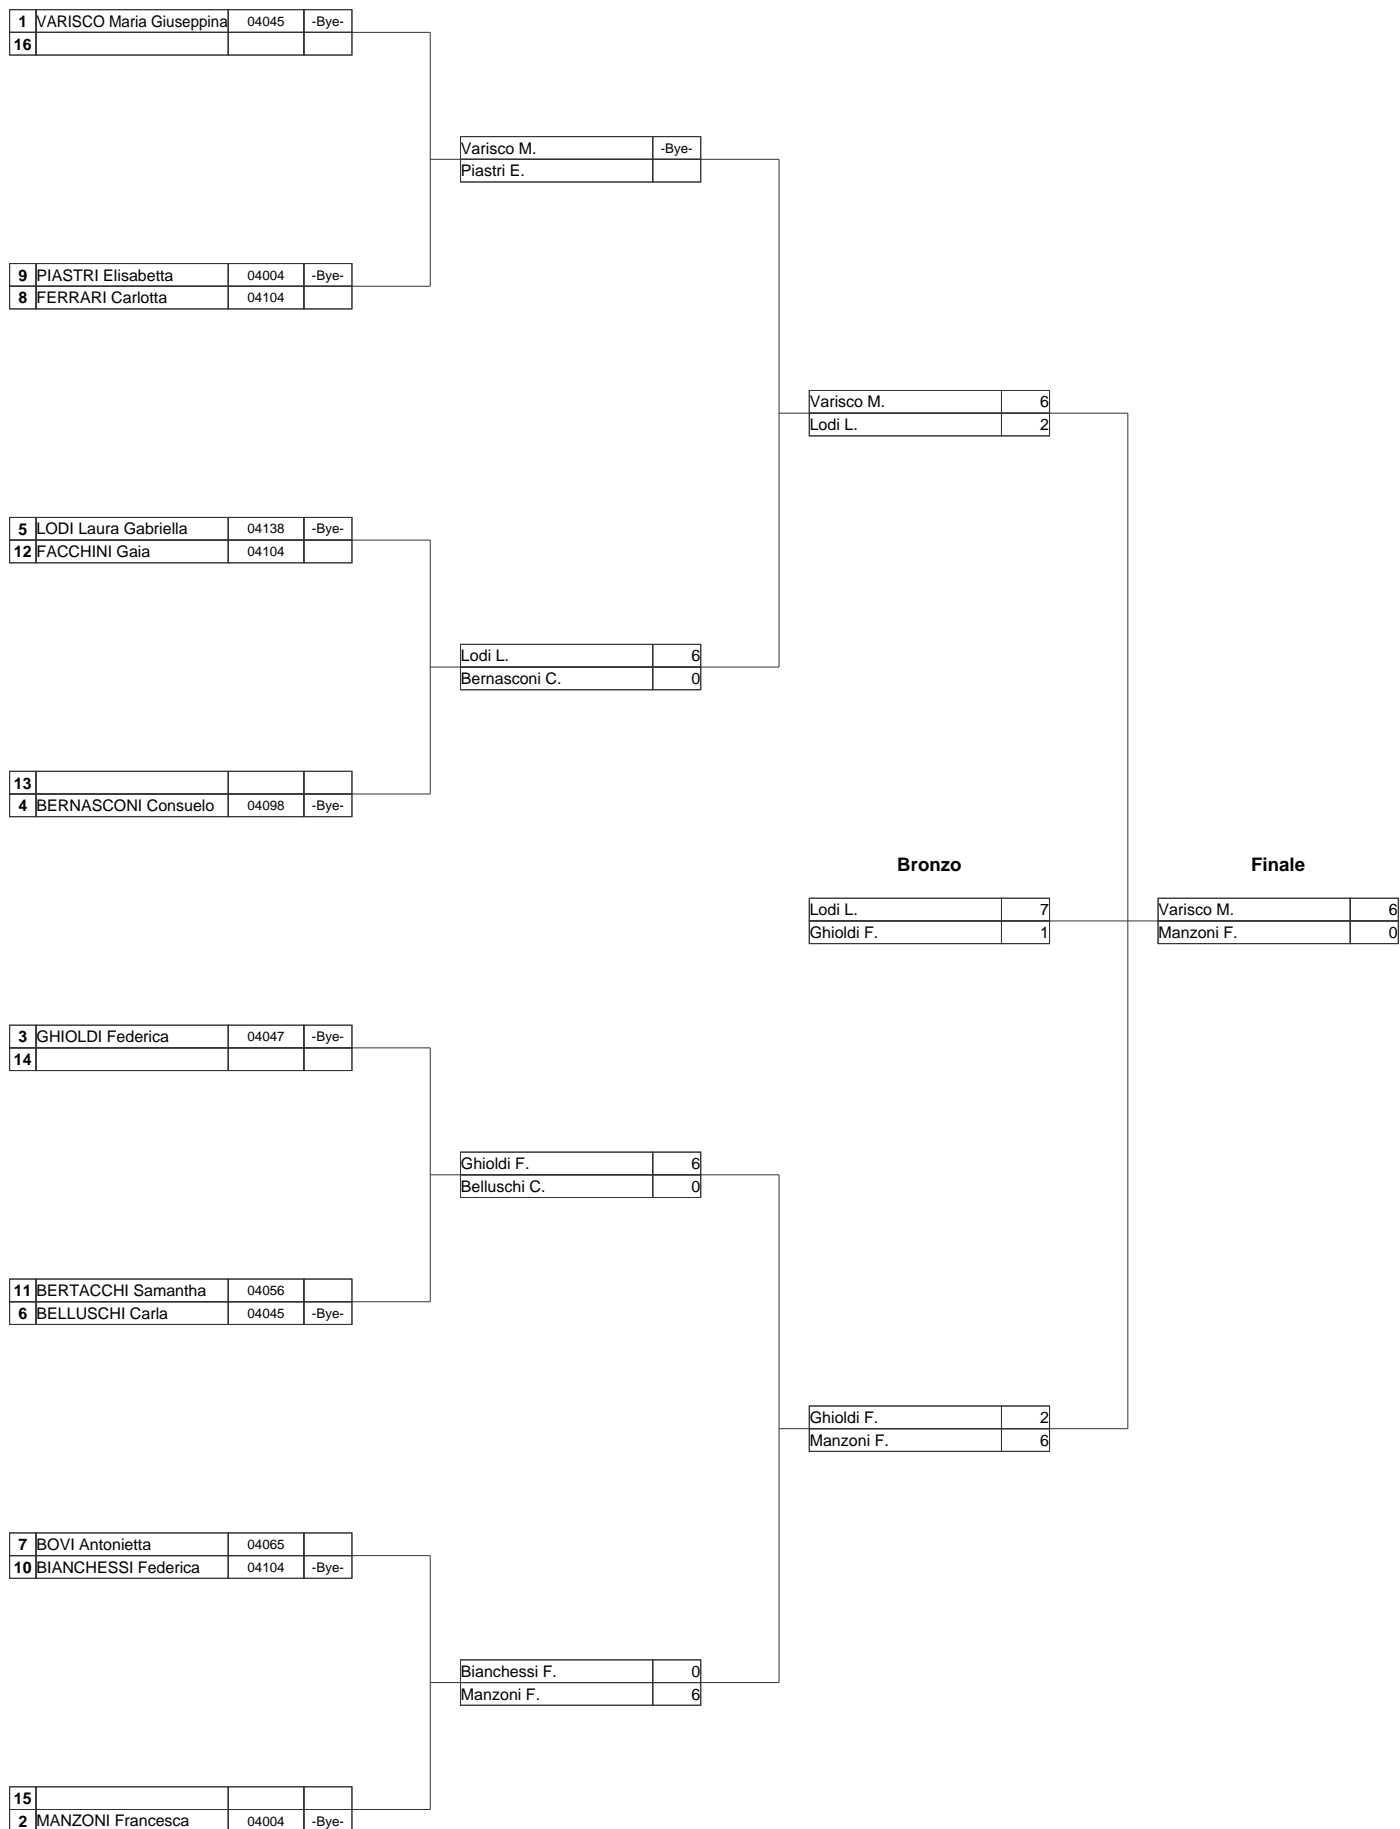 1 VARISCO Maria Giuseppina 04045 -Bye-
16
Varisco M. -Bye-
Piastri E.
9 PIASTRI Elisabetta 04004 -Bye-
8 FERRARI Carlotta 04104
Varisco M. 6
Lodi L. 2
5 LODI Laura Gabriella 04138 -Bye-
12 FACCHINI Gaia 04104
Lodi L. 6
Bernasconi C. 0
13
4 BERNASCONI Consuelo 04098 -Bye-
Bronzo Finale
Lodi L. 7 Varisco M. 6
Ghioldi F. 1 Manzoni F. 0
3 GHIOLDI Federica 04047 -Bye-
14
Ghioldi F. 6
Belluschi C. 0
11 BERTACCHI Samantha 04056
6 BELLUSCHI Carla 04045 -Bye-
Ghioldi F. 2
Manzoni F. 6
7 BOVI Antonietta 04065
10 BIANCHESSI Federica 04104 -Bye-
Bianchessi F. 0
Manzoni F. 6
15
2 MANZONI Francesca 04004 -Bye-